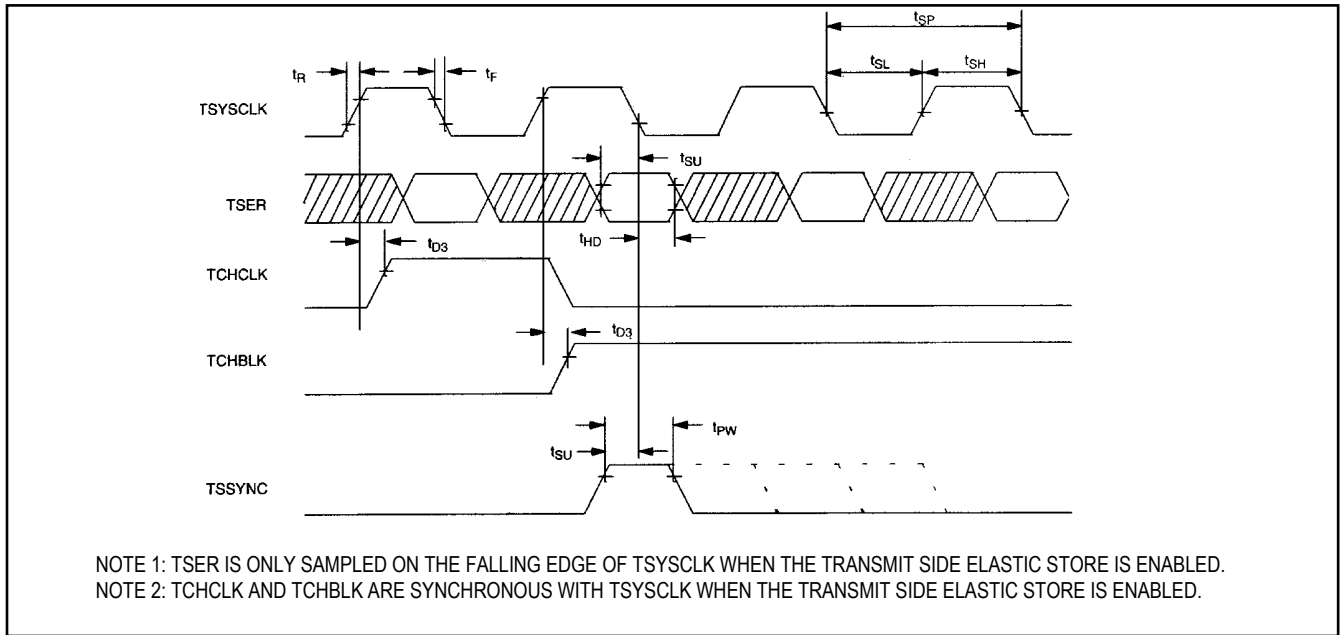 tSP
tSL
tSH
tR
tF
TSYSCLK
tSU
TSER
tHD
tD3
TCHCLK
tD3
TCHBLK
tPW
tSU
TSSYNC
NOTE 1: TSER IS ONLY SAMPLED ON THE FALLING EDGE OF TSYSCLK WHEN THE TRANSMIT SIDE ELASTIC STORE IS ENABLED.
NOTE 2: TCHCLK AND TCHBLK ARE SYNCHRONOUS WITH TSYSCLK WHEN THE TRANSMIT SIDE ELASTIC STORE IS ENABLED.